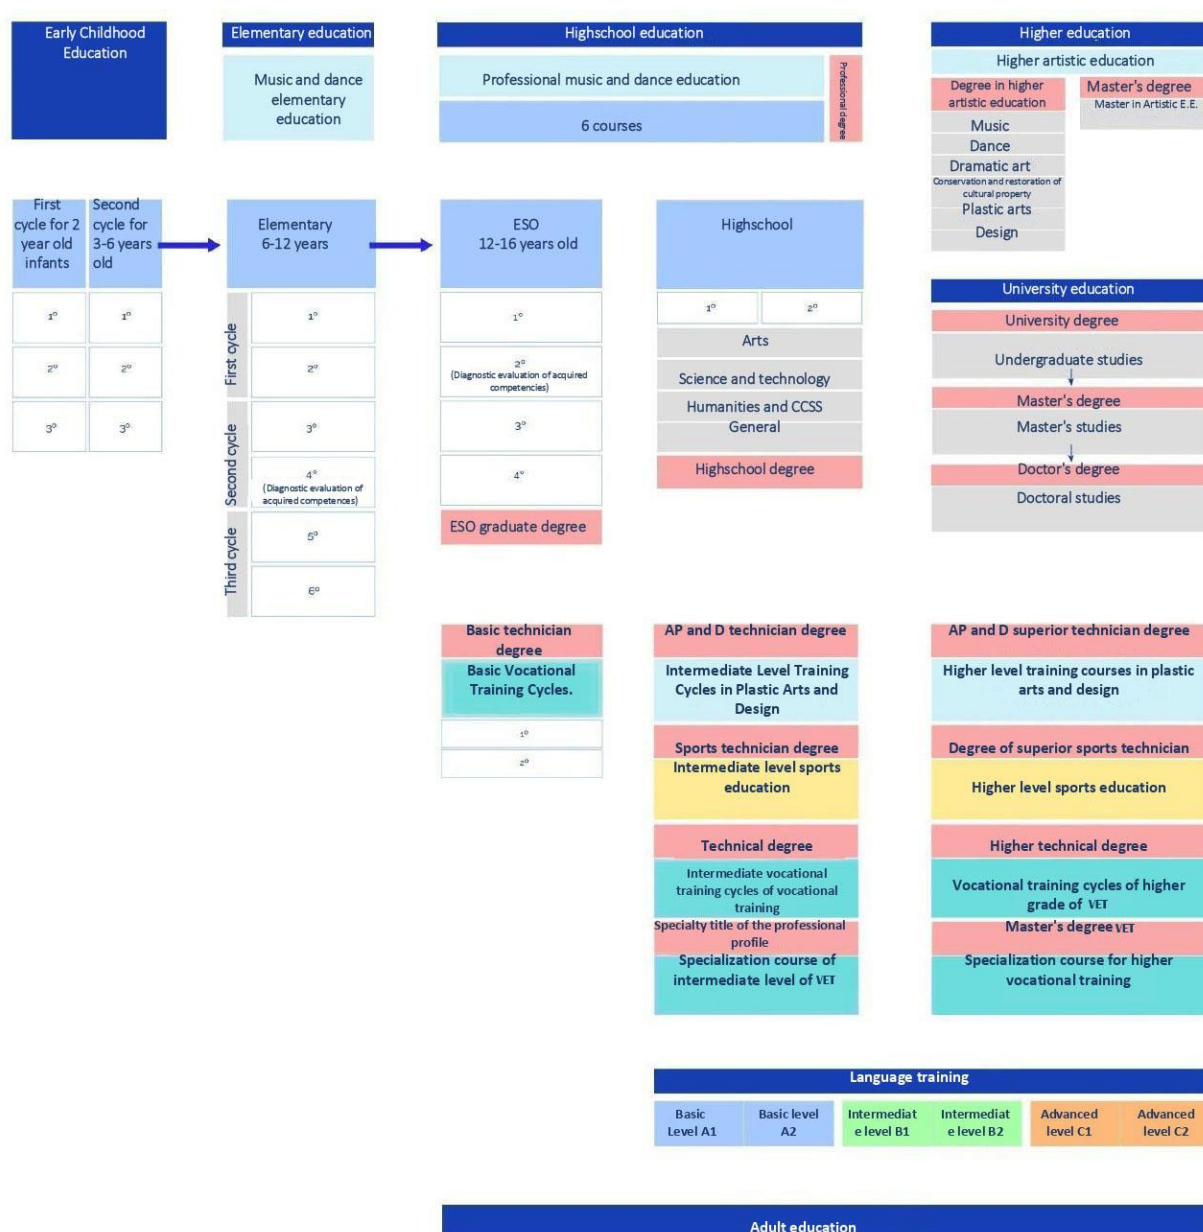 Early Childhood
Education
Elementary education
Music and dance
elementary
education
Highschool education
Professional music and dance education
6 courses
Professional degree
Higher education
Higher artistic education
Degree in higher
artistic education
Music
Dance
Dramatic art
Conservation and restoration of
cultural property
Plastic arts
Design
Master's degree
Master in Artistic E.E.
First
cycle for 2
year old
infants
1º
2º
3º
Second
cycle for
3-6 years
old
1º
2º
3º
Elementary
6-12 years
First cycle
1º
2º
Second cycle
3º
4º
(Diagnostic evaluation of
acquired competences)
Third cycle
5º
6º
ESO
12-16 years old
1º
2º
(Diagnostic evaluation of acquired
competencies)
3º
4º
ESO graduate degree
Highschool
1º
2º
Arts
Science and technology
Humanities and CCSS
General
Highschool degree
University education
University degree
Undergraduate studies
Master's degree
Master's studies
Doctor's degree
Doctoral studies
Basic technician
degree
Basic Vocational
Training Cycles.
1º
2º
AP and D technician degree
Intermediate Level Training
Cycles in Plastic Arts and
Design
Sports technician degree
Intermediate level sports
education
Technical degree
Intermediate vocational
training cycles of vocational
training
Specialty title of the professional
profile
Specialization course of
intermediate level of VET
AP and D superior technician degree
Higher level training courses in plastic
arts and design
Degree of superior sports technician
Higher level sports education
Higher technical degree
Vocational training cycles of higher
grade of VET
Master's degree VET
Specialization course for higher
vocational training
Language training
Basic
Level A1
Basic level
A2
Intermediat
e level B1
Intermediat
e level B2
Advanced
level C1
Advanced
level C2
Adult education